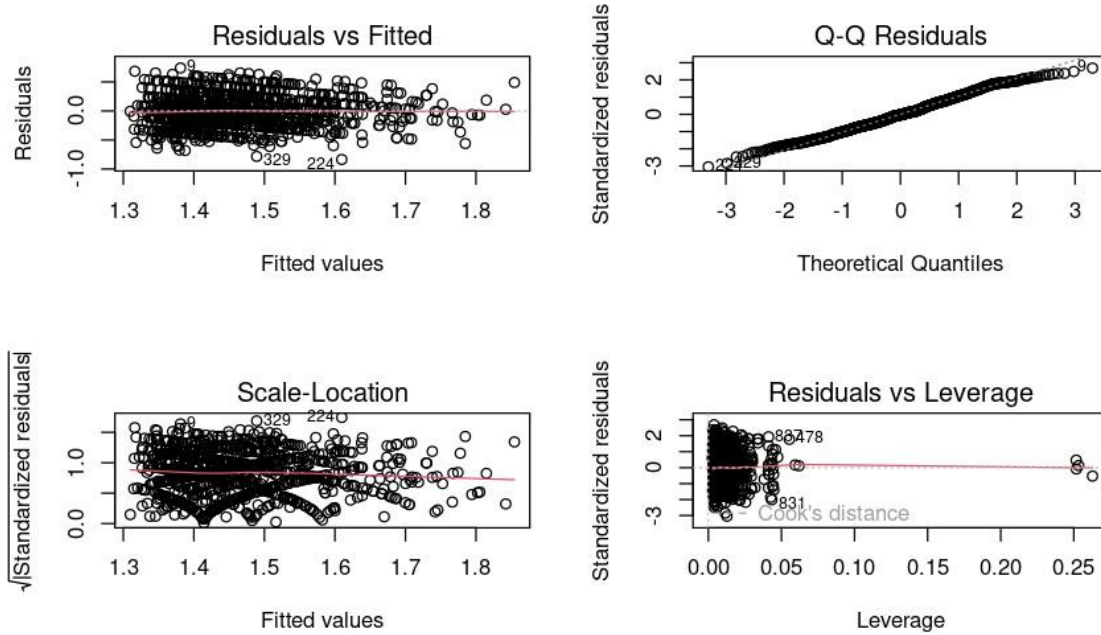 Residuals vs Fitted
Residuals
0.0
-1.0
9
329
224
1.3 1.4 1.5 1.6 1.7 1.8
Fitted values
Q-Q Residuals
Standardized residuals
2
0
-3
9
-3 -2 -1 0 1 2 3
Theoretical Quantiles
Scale-Location
√|Standardized residuals|
1.0
0.0
9
329
224
1.3 1.4 1.5 1.6 1.7 1.8
Fitted values
Residuals vs Leverage
Standardized residuals
2
0
-3
478
831
Cook's distance
0.00 0.05 0.10 0.15 0.20 0.25
Leverage